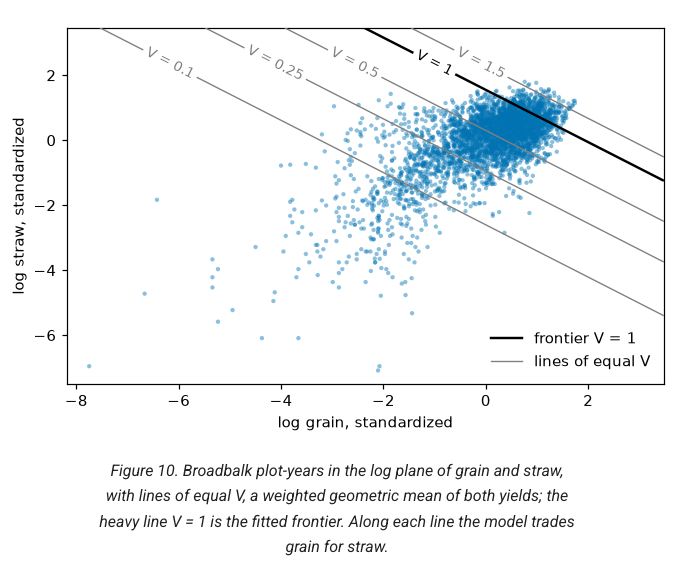 V = 0.1
V = 0.25
V = 0.5
V = 1
V = 1.5
2
0
−2
−4
−6
log straw, standardized
frontier V = 1
lines of equal V
−8
−6
−4
−2
0
2
log grain, standardized
Figure 10. Broadbalk plot-years in the log plane of grain and straw,
with lines of equal V, a weighted geometric mean of both yields; the
heavy line V = 1 is the fitted frontier. Along each line the model trades
grain for straw.